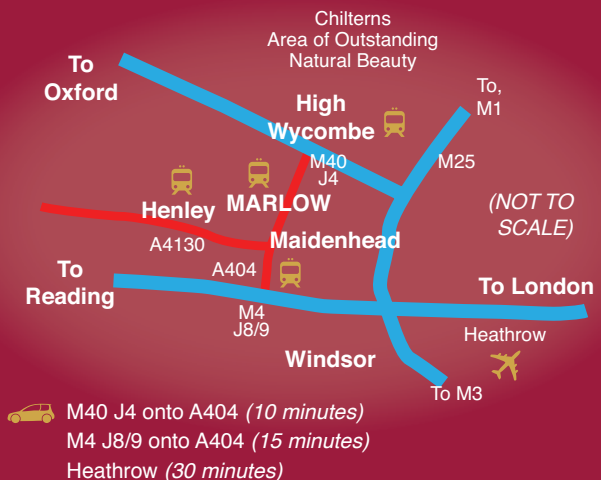 Chilterns
Area of Outstanding
Natural Beauty
To
Oxford
To,
M1
High
Wycombe
M40
J4
M25
Henley
MARLOW
(NOT TO
SCALE)
A4130
Maidenhead
A404
To
Reading
To London
M4
J8/9
Heathrow
Windsor
To M3
M40 J4 onto A404 (10 minutes)
M4 J8/9 onto A404 (15 minutes)
Heathrow (30 minutes)